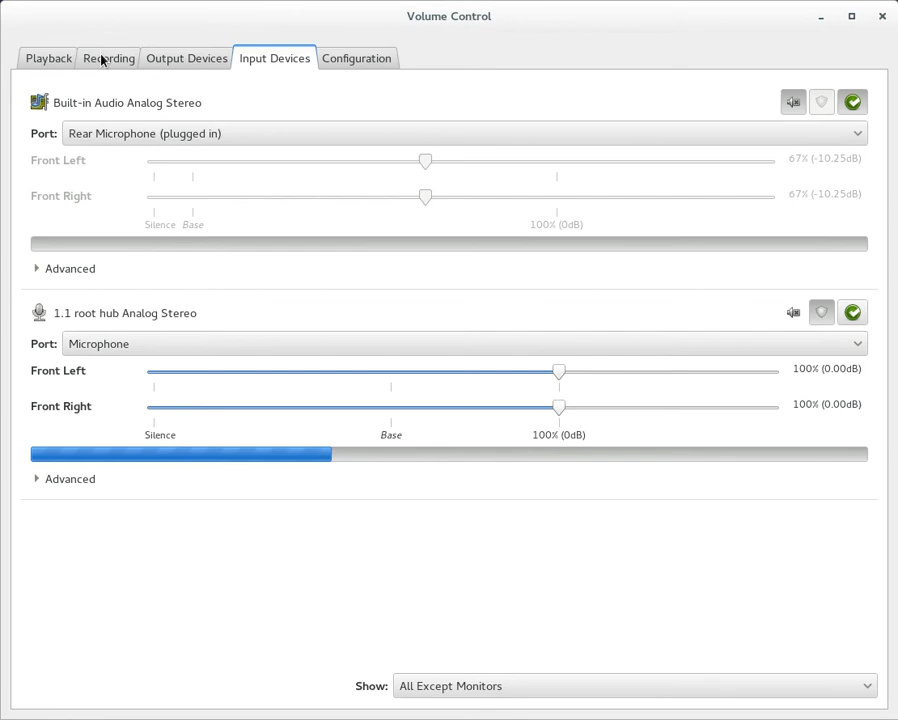 Volume Control
Playback Recording Output Devices Input Devices Configuration
Built-in Audio Analog Stereo
Port: Rear Microphone (plugged in)
Front Left 67% (-10.25dB)
Front Right 67% (-10.25dB)
Silence Base 100% (0dB)
Advanced
1.1 root hub Analog Stereo
Port: Microphone
Front Left 100% (0.00dB)
Front Right 100% (0.00dB)
Silence Base 100% (0dB)
Advanced
Show: All Except Monitors